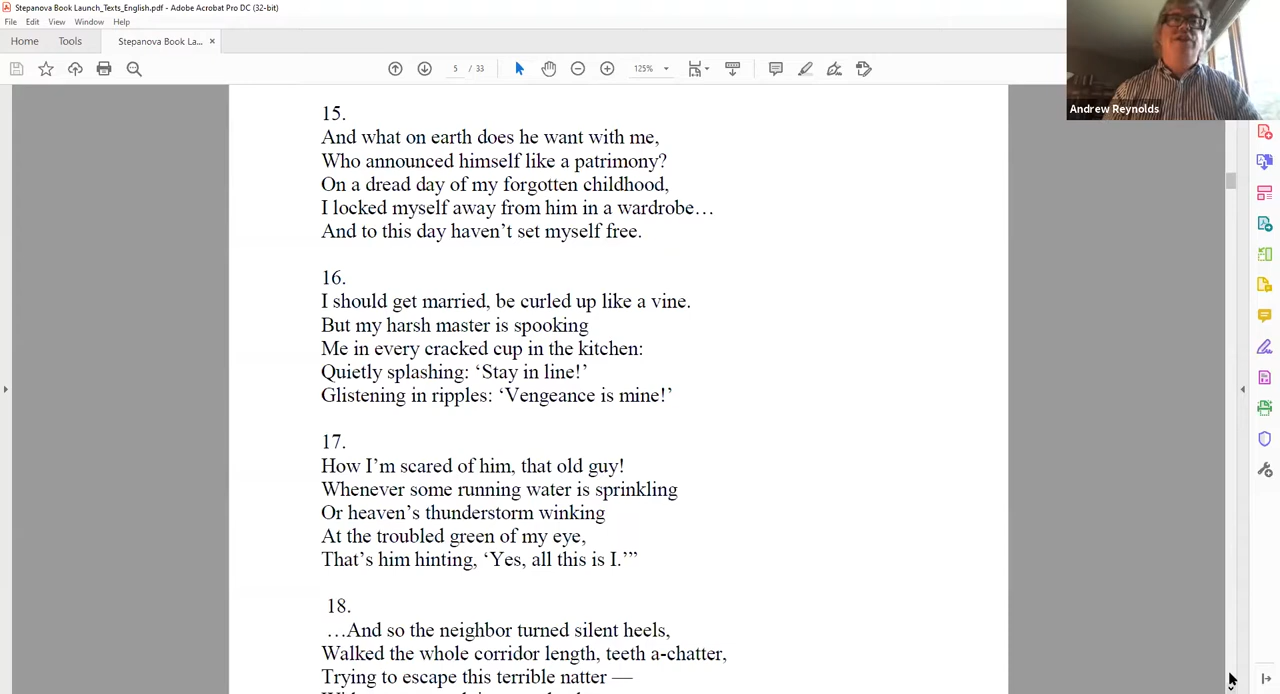 Stepanova Book Launch_Texts_English.pdf - Adobe Acrobat Pro DC (32-bit)
File Edit View Window Help
Home Tools Stepanova Book La... ×
5 / 33 125%
Andrew Reynolds
15.
And what on earth does he want with me,
Who announced himself like a patrimony?
On a dread day of my forgotten childhood,
I locked myself away from him in a wardrobe…
And to this day haven’t set myself free.
16.
I should get married, be curled up like a vine.
But my harsh master is spooking
Me in every cracked cup in the kitchen:
Quietly splashing: ‘Stay in line!’
Glistening in ripples: ‘Vengeance is mine!’
17.
How I’m scared of him, that old guy!
Whenever some running water is sprinkling
Or heaven’s thunderstorm winking
At the troubled green of my eye,
That’s him hinting, ‘Yes, all this is I.’”
18.
…And so the neighbor turned silent heels,
Walked the whole corridor length, teeth a-chatter,
Trying to escape this terrible natter —